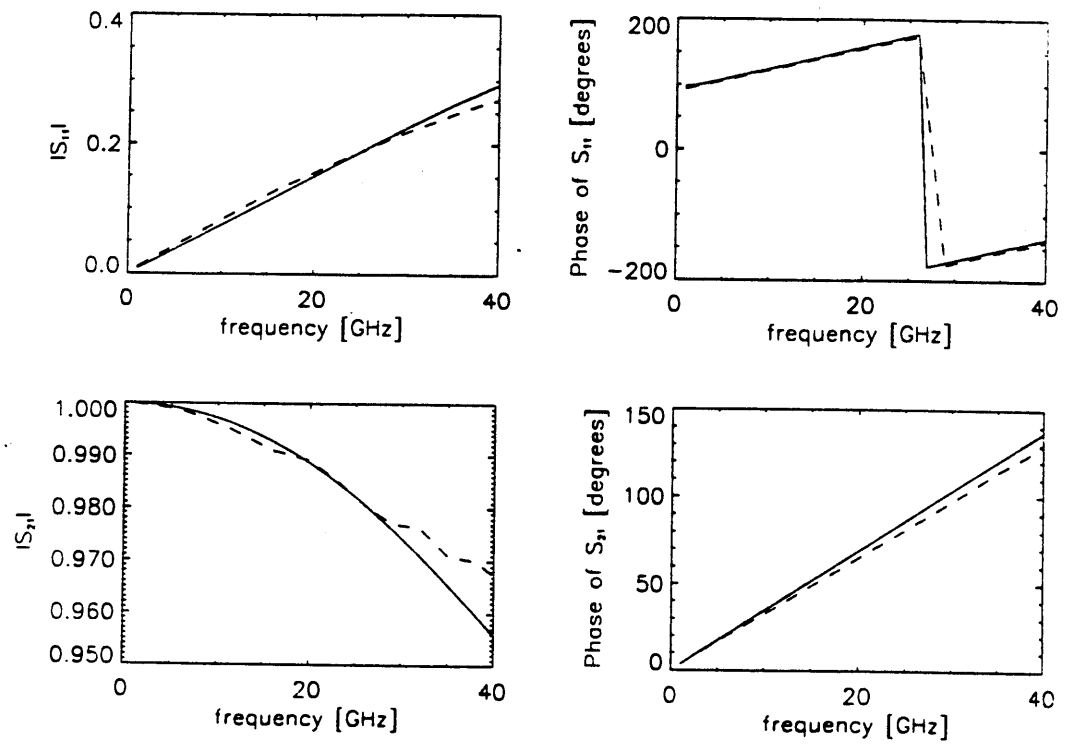 0.4
0.2
0.0
|S₁₁|
0 20 40
frequency [GHz]
200
0
−200
Phase of S₁₁ [degrees]
0 20 40
frequency [GHz]
1.000
0.990
0.980
0.970
0.960
0.950
|S₂₁|
0 20 40
frequency [GHz]
150
100
50
0
Phase of S₂₁ [degrees]
0 20 40
frequency [GHz]